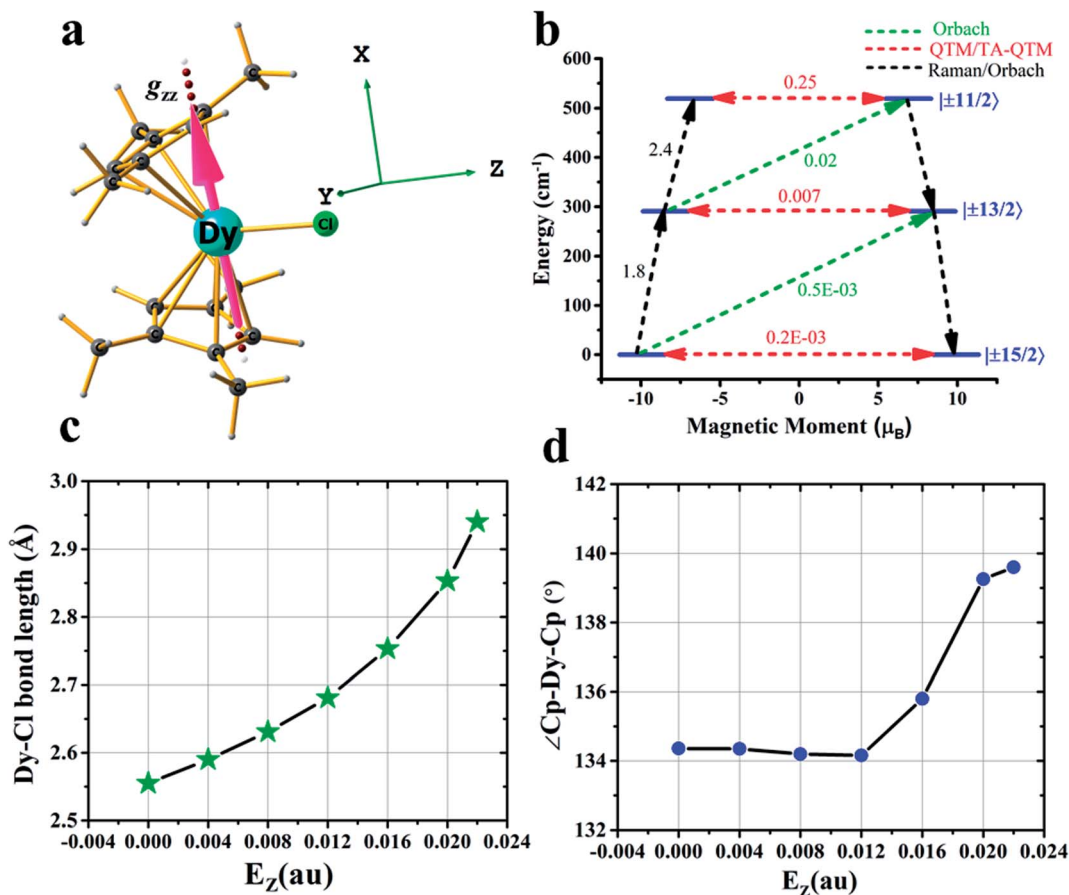 a
X
g_zz
Z
Y
Dy
Cl
b
Orbach
QTM/TA-QTM
Raman/Orbach
600
500
400
300
200
100
0
Energy (cm⁻¹)
0.25
|±11/2⟩
2.4
0.02
0.007
|±13/2⟩
1.8
0.5E-03
0.2E-03
|±15/2⟩
-10 -5 0 5 10
Magnetic Moment (μ_B)
c
3.0
2.9
2.8
2.7
2.6
2.5
Dy-Cl bond length (Å)
-0.004 0.000 0.004 0.008 0.012 0.016 0.020 0.024
E_Z(au)
d
142
140
138
136
134
132
∠Cp-Dy-Cp (°)
-0.004 0.000 0.004 0.008 0.012 0.016 0.020 0.024
E_Z(au)